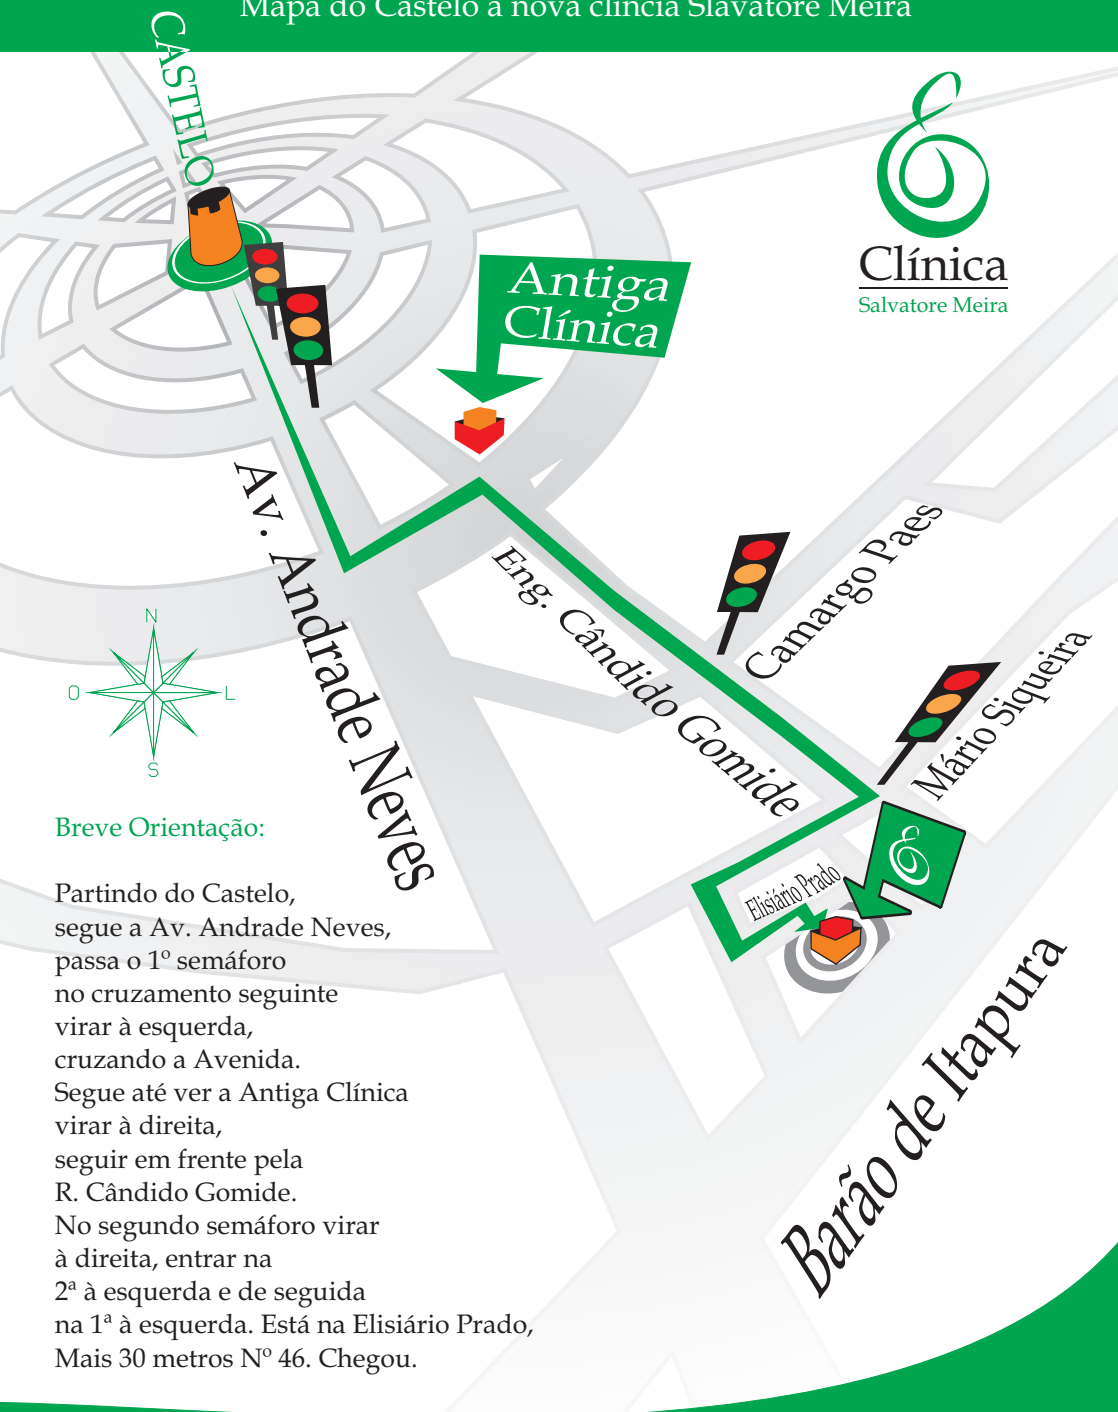 Mapa do Castelo a nova clíncia Slavatore Meira
CASTELO
Clínica
Salvatore Meira
Antiga
Clínica
Av. Andrade Neves
Eng. Cândido Gomide
Camargo Paes
Mário Siqueira
Elisiário Prado
Barão de Itapura
N
O
L
S
Breve Orientação:
Partindo do Castelo,
segue a Av. Andrade Neves,
passa o 1º semáforo
no cruzamento seguinte
virar à esquerda,
cruzando a Avenida.
Segue até ver a Antiga Clínica
virar à direita,
seguir em frente pela
R. Cândido Gomide.
No segundo semáforo virar
à direita, entrar na
2ª à esquerda e de seguida
na 1ª à esquerda. Está na Elisiário Prado,
Mais 30 metros Nº 46. Chegou.